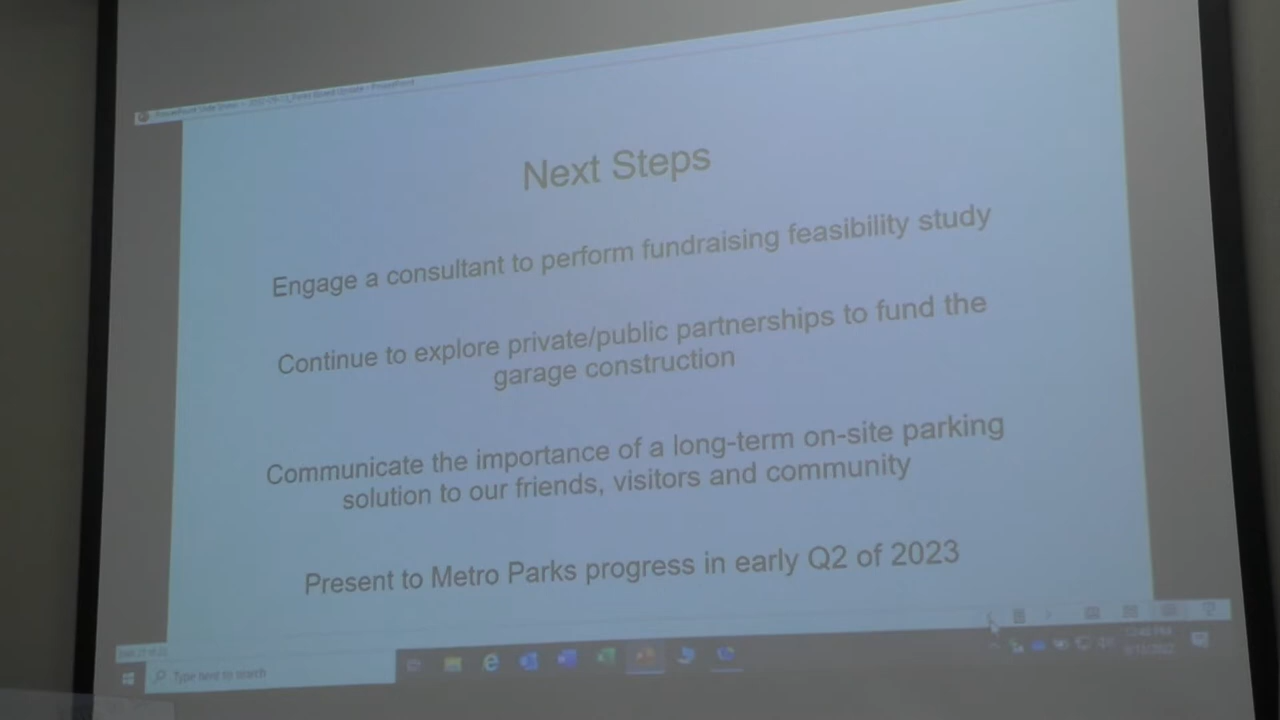 Next Steps
Engage a consultant to perform fundraising feasibility study
Continue to explore private/public partnerships to fund the
garage construction
Communicate the importance of a long-term on-site parking
solution to our friends, visitors and community
Present to Metro Parks progress in early Q2 of 2023
Type here to search